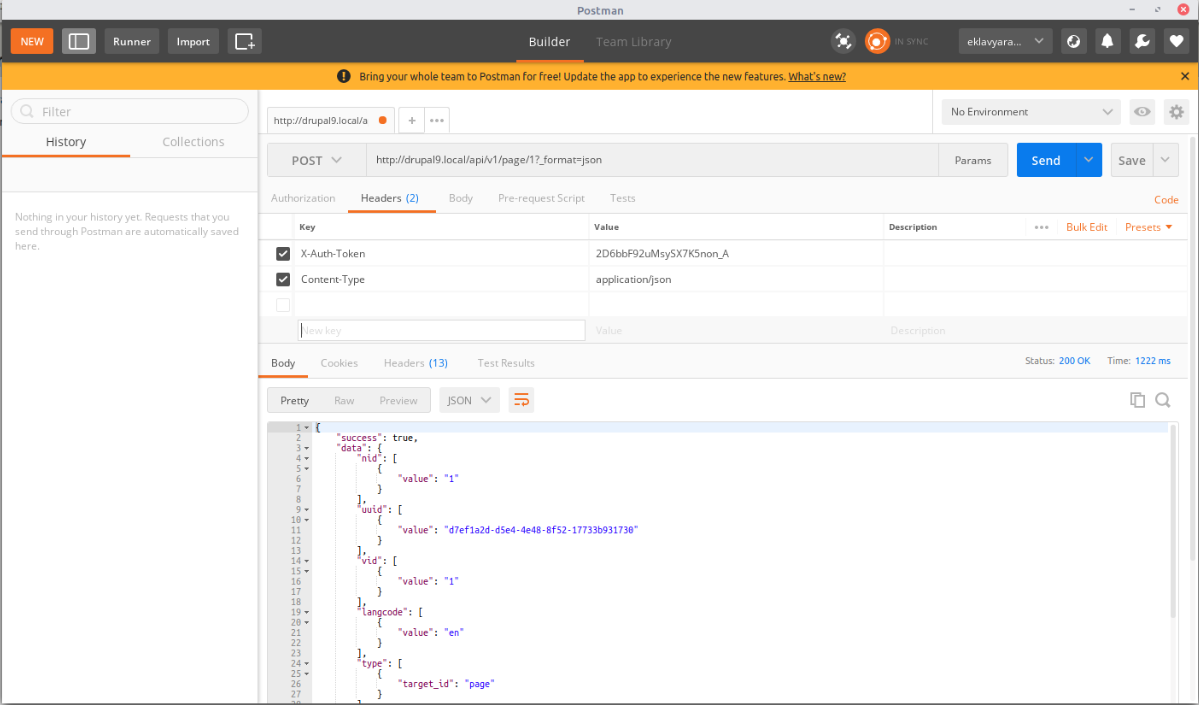 Postman
NEW Runner Import Builder Team Library IN SYNC eklavyara...
Bring your whole team to Postman for free! Update the app to experience the new features. What's new?
Filter
History Collections
Nothing in your history yet. Requests that you
send through Postman are automatically saved
here.
http://drupal9.local/a + ••• No Environment
POST http://drupal9.local/api/v1/page/1?_format=json Params Send Save
Authorization Headers (2) Body Pre-request Script Tests Code
Key Value Description ••• Bulk Edit Presets
X-Auth-Token 2D6bbF92uMsySX7K5non_A
Content-Type application/json
New key Value Description
Body Cookies Headers (13) Test Results Status: 200 OK Time: 1222 ms
Pretty Raw Preview JSON
1 {
2 "success": true,
3 "data": {
4 "nid": [
5 {
6 "value": "1"
7 }
8 ],
9 "uuid": [
10 {
11 "value": "d7ef1a2d-d5e4-4e48-8f52-17733b931730"
12 }
13 ],
14 "vid": [
15 {
16 "value": "1"
17 }
18 ],
19 "langcode": [
20 {
21 "value": "en"
22 }
23 ],
24 "type": [
25 {
26 "target_id": "page"
27 }